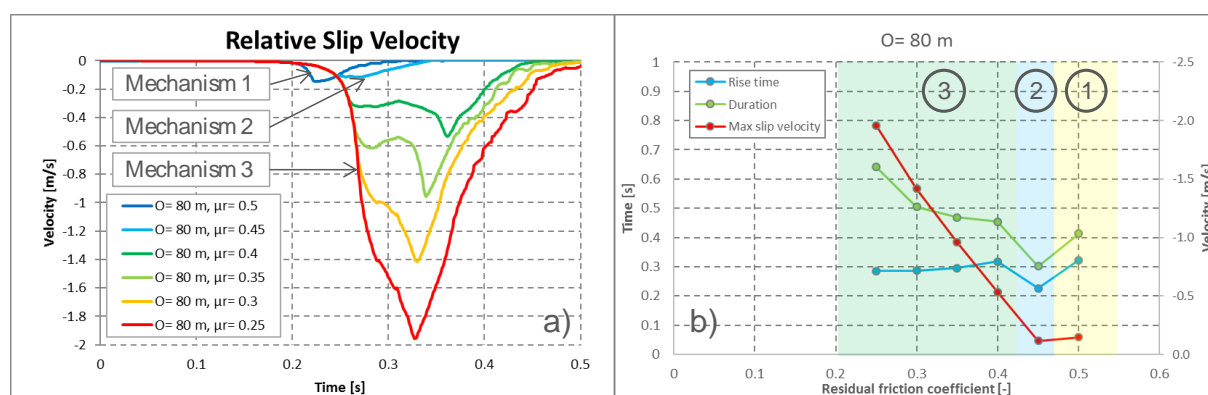 Relative Slip Velocity
Velocity [m/s]
0
-0.2
-0.4
-0.6
-0.8
-1
-1.2
-1.4
-1.6
-1.8
-2
Mechanism 1
Mechanism 2
Mechanism 3
O= 80 m, μr= 0.5
O= 80 m, μr= 0.45
O= 80 m, μr= 0.4
O= 80 m, μr= 0.35
O= 80 m, μr= 0.3
O= 80 m, μr= 0.25
a)
0 0.1 0.2 0.3 0.4 0.5
Time [s]
O= 80 m
Time [s]
1
0.9
0.8
0.7
0.6
0.5
0.4
0.3
0.2
0.1
0
Rise time
Duration
Max slip velocity
3 2 1
b)
-2.5
-2.0
-1.5
-1.0
-0.5
0.0
Velocity [m/s]
0 0.1 0.2 0.3 0.4 0.5 0.6
Residual friction coefficient [-]